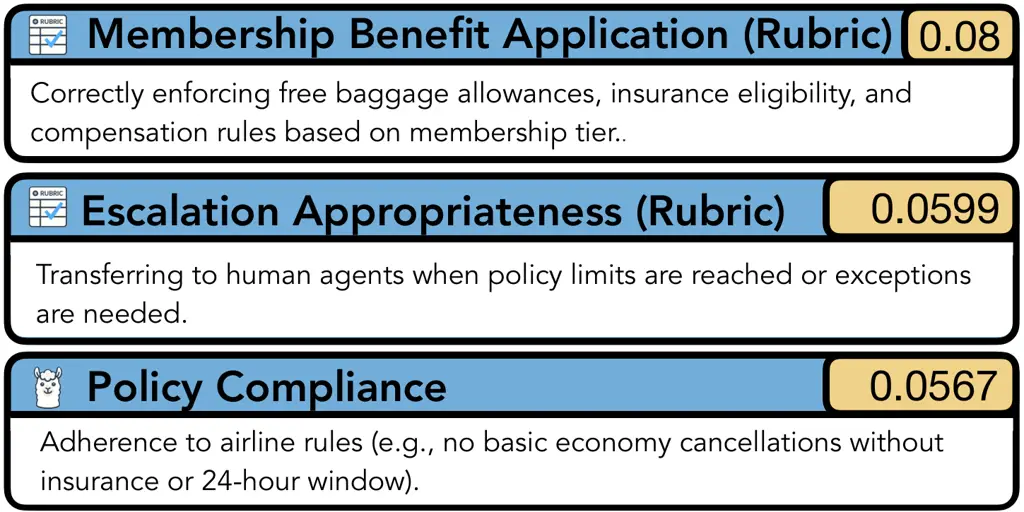 RUBRIC
Membership Benefit Application (Rubric)
0.08
Correctly enforcing free baggage allowances, insurance eligibility, and
compensation rules based on membership tier..
RUBRIC
Escalation Appropriateness (Rubric)
0.0599
Transferring to human agents when policy limits are reached or exceptions
are needed.
Policy Compliance
0.0567
Adherence to airline rules (e.g., no basic economy cancellations without
insurance or 24-hour window).